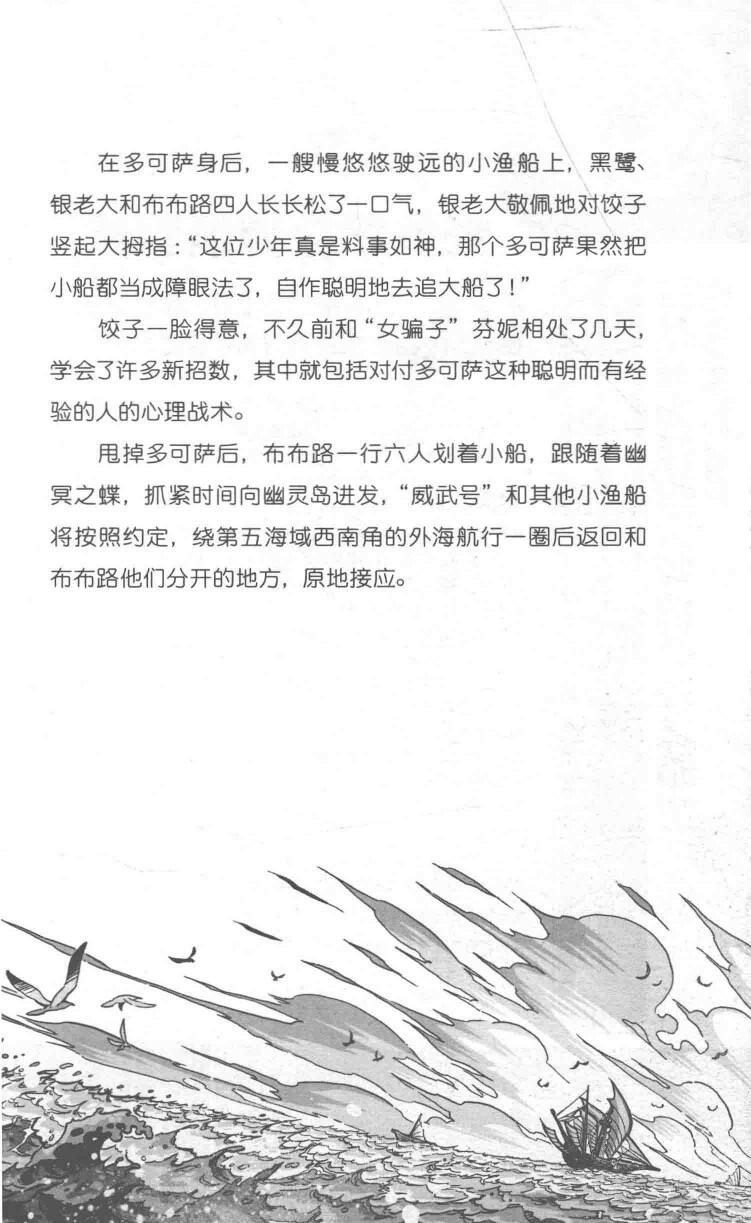 在多可萨身后，一艘慢悠悠驶远的小渔船上，黑鹭、
银老大和布布路四人长长松了一口气，银老大敬佩地对饺子
竖起大拇指：“这位少年真是料事如神，那个多可萨果然把
小船都当成障眼法了，自作聪明地去追大船了！”
饺子一脸得意，不久前和“女骗子”芬妮相处了几天，
学会了许多新招数，其中就包括对付多可萨这种聪明而有经
验的人的心理战术。
甩掉多可萨后，布布路一行六人划着小船，跟随着幽
冥之蝶，抓紧时间向幽灵岛进发，“威武号”和其他小渔船
将按照约定，绕第五海域西南角的外海航行一圈后返回和
布布路他们分开的地方，原地接应。